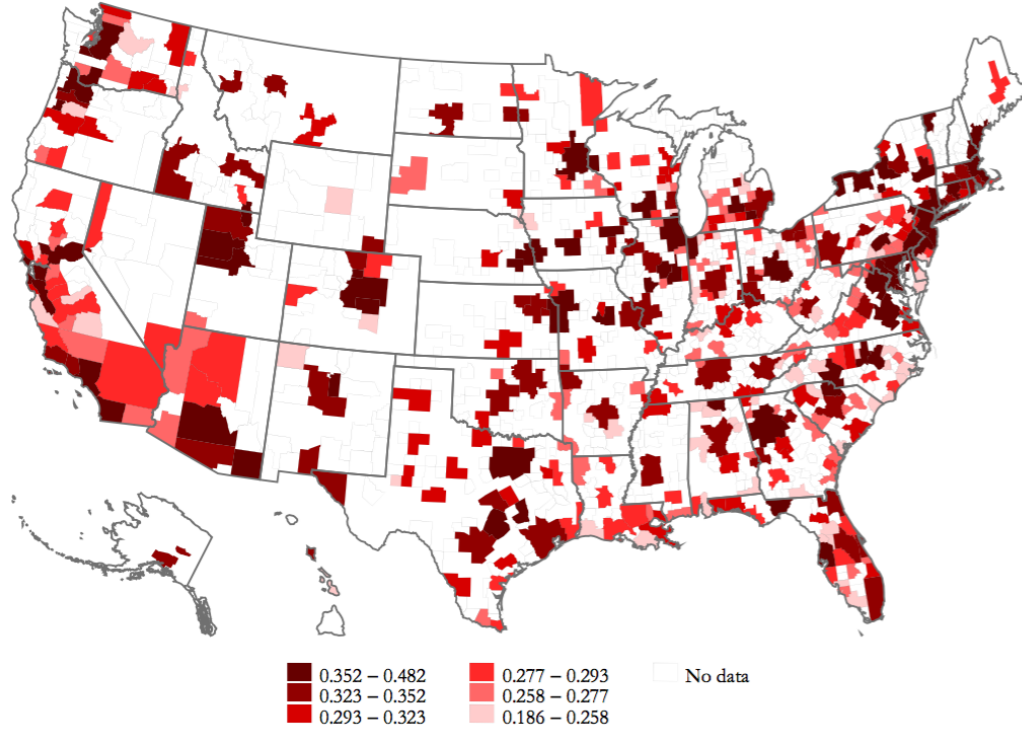 0.352 – 0.482 0.277 – 0.293 No data
0.323 – 0.352 0.258 – 0.277
0.293 – 0.323 0.186 – 0.258